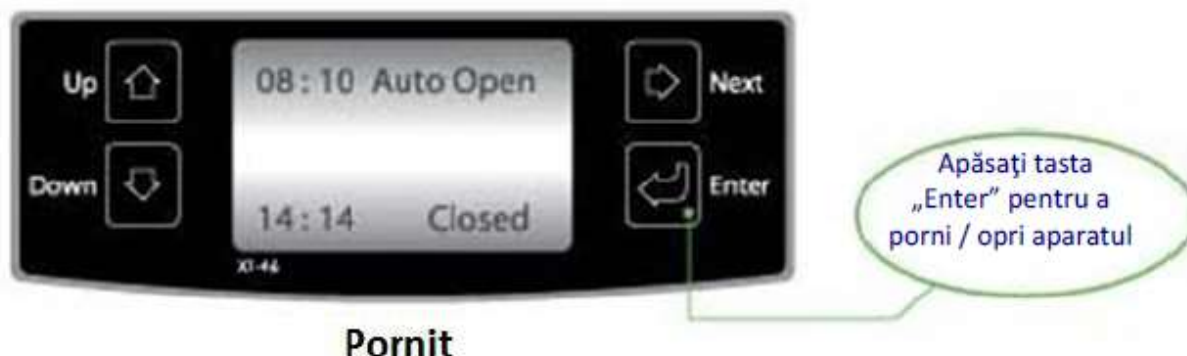 Up
08:10 Auto Open
Next
Down
14:14 Closed
Enter
XI-46
Apăsaţi tasta
„Enter” pentru a
porni / opri aparatul
Pornit